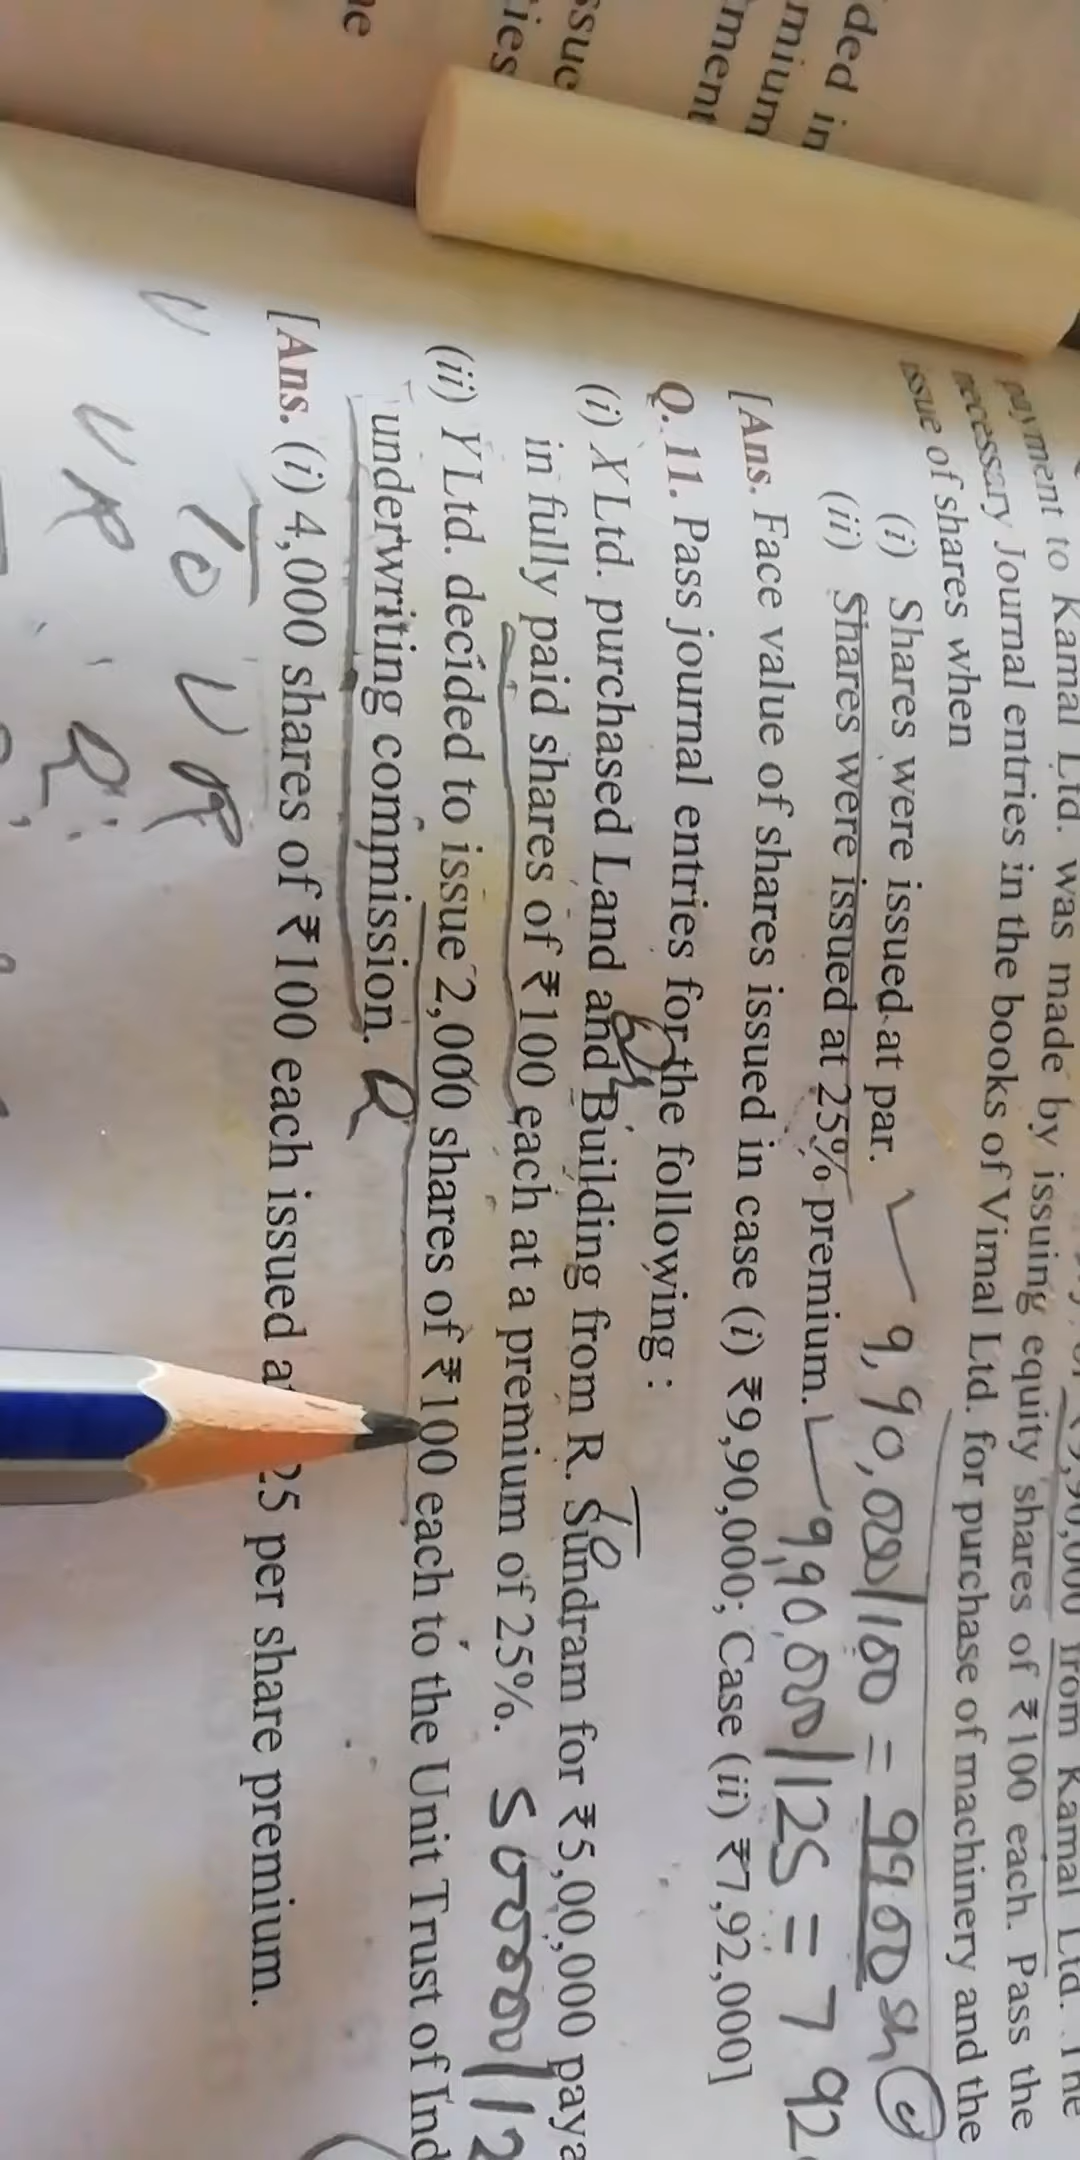 ded in
mium
ment
ssue
ies
payment to Kamal Ltd. was made by issuing equity shares of ₹100 each. Pass the
necessary Journal entries in the books of Vimal Ltd. for purchase of machinery and the
issue of shares when
(i) Shares were issued at par. 9,90,000/100 = 9900 sh
(ii) Shares were issued at 25% premium. 9,90,000/125 = 792
[Ans. Face value of shares issued in case (i) ₹9,90,000; Case (ii) ₹7,92,000]
Q. 11. Pass journal entries for the following :
(i) X Ltd. purchased Land and Building from R. Sundram for ₹5,00,000 paya
in fully paid shares of ₹100 each at a premium of 25%. 500000/12
(ii) Y Ltd. decided to issue 2,000 shares of ₹100 each to the Unit Trust of Ind
underwriting commission.
[Ans. (i) 4,000 shares of ₹100 each issued at 25 per share premium.
To